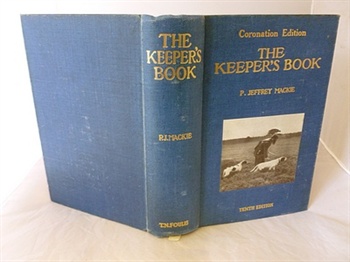 THE
KEEPER'S
BOOK
P.J. MACKIE
T.N. FOULIS
Coronation Edition
THE
KEEPER'S BOOK
P. JEFFREY MACKIE
TENTH EDITION